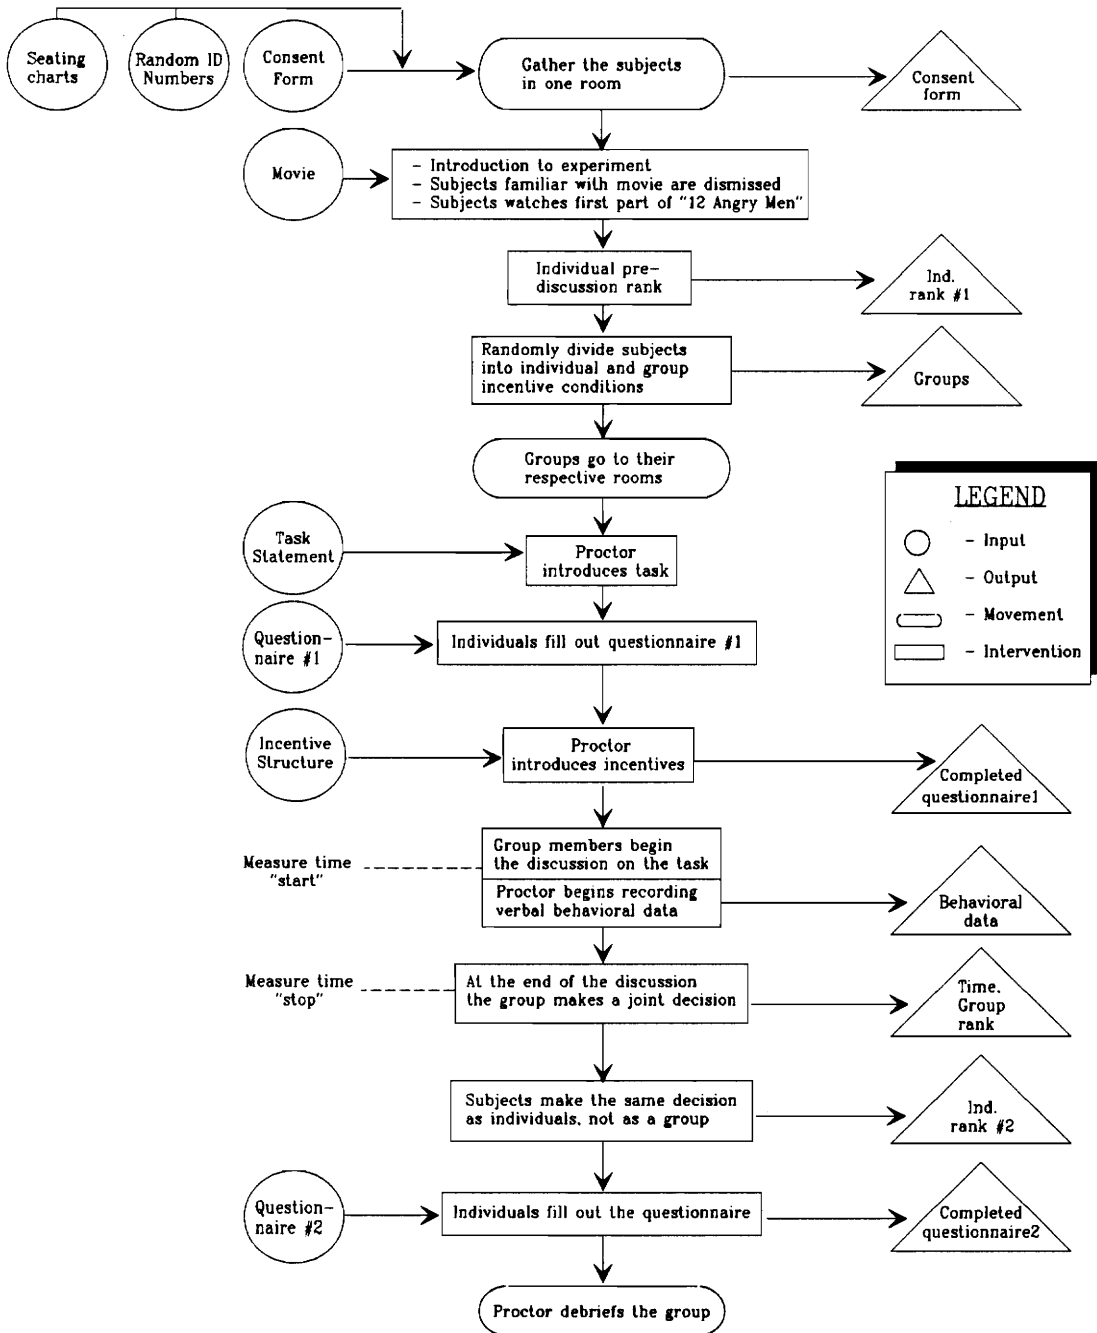 Seating
charts
Random ID
Numbers
Consent
Form
Gather the subjects
in one room
Consent
form
Movie
- Introduction to experiment
- Subjects familiar with movie are dismissed
- Subjects watches first part of "12 Angry Men"
Individual pre-
discussion rank
Ind.
rank #1
Randomly divide subjects
into individual and group
incentive conditions
Groups
Groups go to their
respective rooms
LEGEND
- Input
- Output
- Movement
- Intervention
Task
Statement
Proctor
introduces task
Question-
naire #1
Individuals fill out questionnaire #1
Incentive
Structure
Proctor
introduces incentives
Completed
questionnaire1
Measure time
"start"
Group members begin
the discussion on the task
Proctor begins recording
verbal behavioral data
Behavioral
data
Measure time
"stop"
At the end of the discussion
the group makes a joint decision
Time,
Group
rank
Subjects make the same decision
as individuals, not as a group
Ind.
rank #2
Question-
naire #2
Individuals fill out the questionnaire
Completed
questionnaire2
Proctor debriefs the group